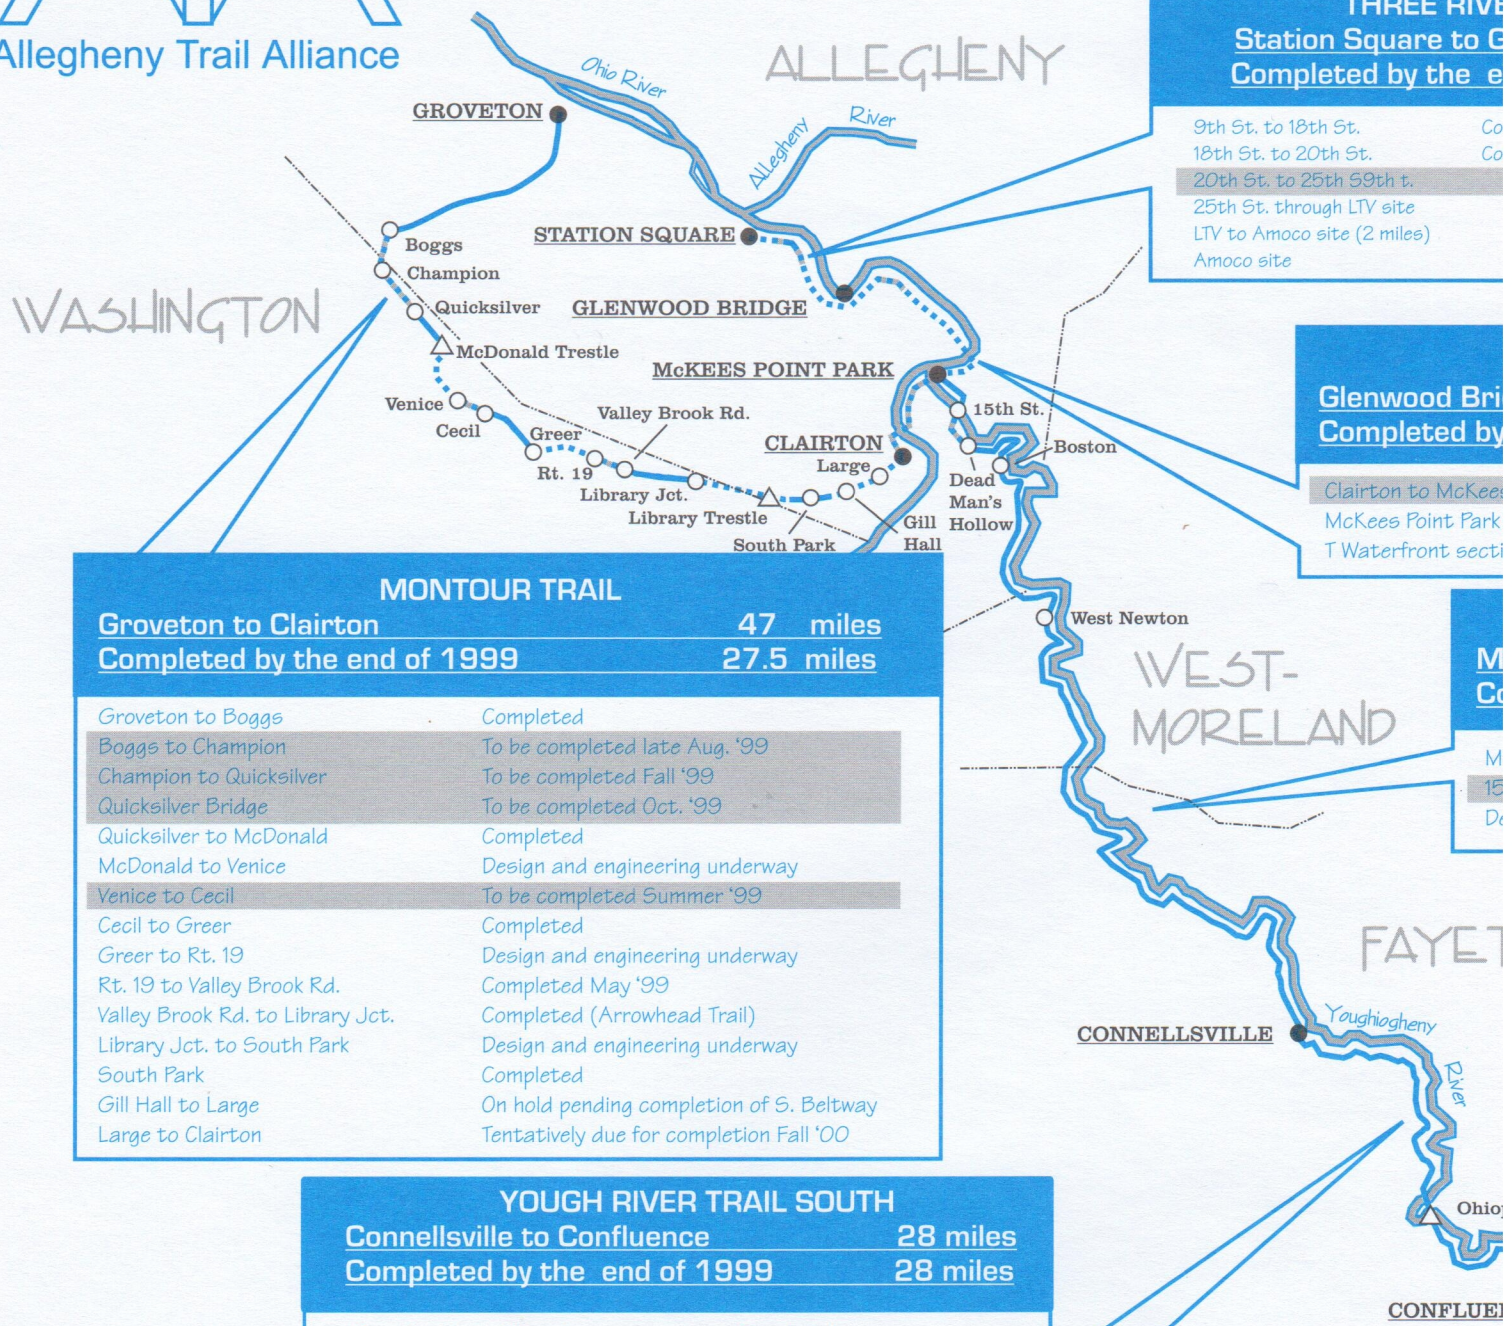 Allegheny Trail Alliance
Ohio River
ALLEGHENY
Allegheny River
GROVETON
Boggs
Champion
WASHINGTON
Quicksilver
McDonald Trestle
Venice
Cecil
Greer
Rt. 19
Valley Brook Rd.
Library Jct.
Library Trestle
South Park
Large
Gill
Hall
STATION SQUARE
GLENWOOD BRIDGE
McKEES POINT PARK
CLAIRTON
15th St.
Boston
Dead
Man's
Hollow
West Newton
WEST-
MORELAND
FAYET
CONNELLSVILLE
Youghiogheny
River
Ohiop
CONFLUE
THREE RIVE
Station Square to G
Completed by the e
9th St. to 18th St. Co
18th St. to 20th St. Co
20th St. to 25th S9th t.
25th St. through LTV site
LTV to Amoco site (2 miles)
Amoco site
Glenwood Bri
Completed by
Clairton to McKees
McKees Point Park
T Waterfront secti
M
Co
M
15
De
MONTOUR TRAIL
Groveton to Clairton 47 miles
Completed by the end of 1999 27.5 miles
Groveton to Boggs Completed
Boggs to Champion To be completed late Aug. '99
Champion to Quicksilver To be completed Fall '99
Quicksilver Bridge To be completed Oct. '99
Quicksilver to McDonald Completed
McDonald to Venice Design and engineering underway
Venice to Cecil To be completed Summer '99
Cecil to Greer Completed
Greer to Rt. 19 Design and engineering underway
Rt. 19 to Valley Brook Rd. Completed May '99
Valley Brook Rd. to Library Jct. Completed (Arrowhead Trail)
Library Jct. to South Park Design and engineering underway
South Park Completed
Gill Hall to Large On hold pending completion of S. Beltway
Large to Clairton Tentatively due for completion Fall '00
YOUGH RIVER TRAIL SOUTH
Connellsville to Confluence 28 miles
Completed by the end of 1999 28 miles